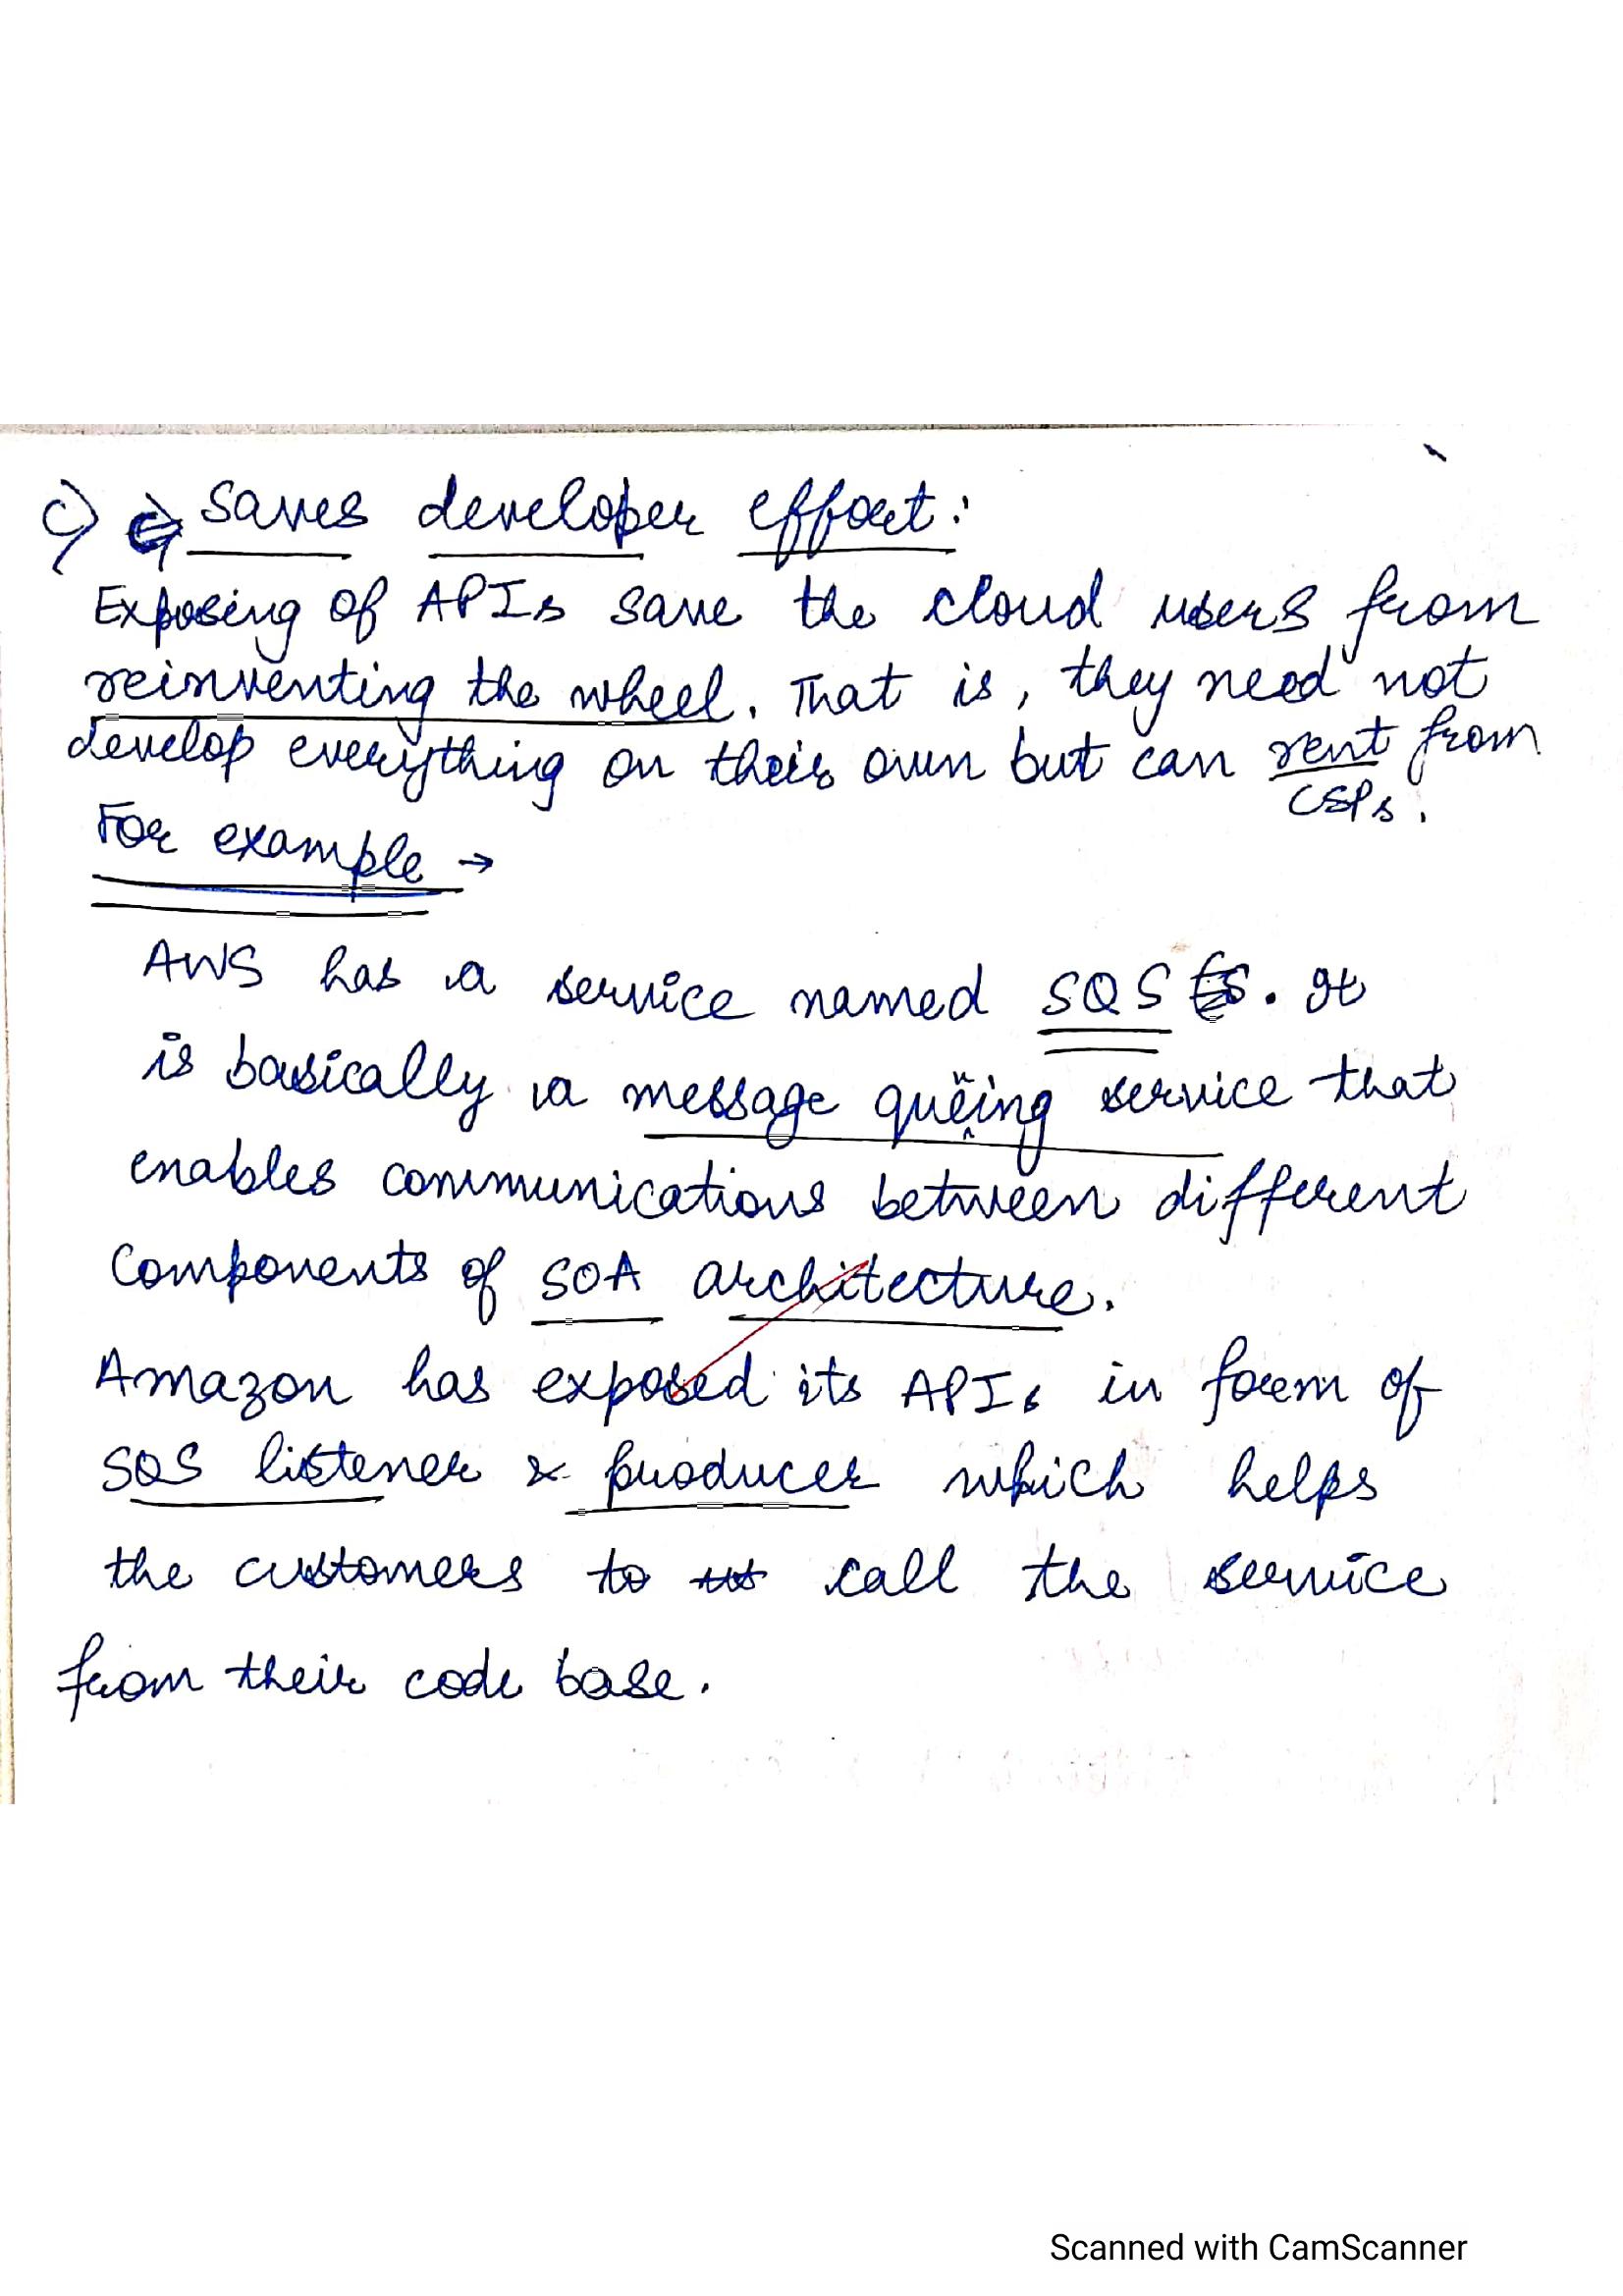 c) Saves developer effort:
Exposing of APIs save the cloud users from
reinventing the wheel. That is, they need not
develop everything on their own but can rent from
CSPs.
For example →
AWS has a service named SQS. It
is basically a message queing service that
enables communications between different
Components of SOA architecture.
Amazon has exposed its APIs in form of
SQS listener & producer which helps
the customers to call the service
from their code base.
Scanned with CamScanner